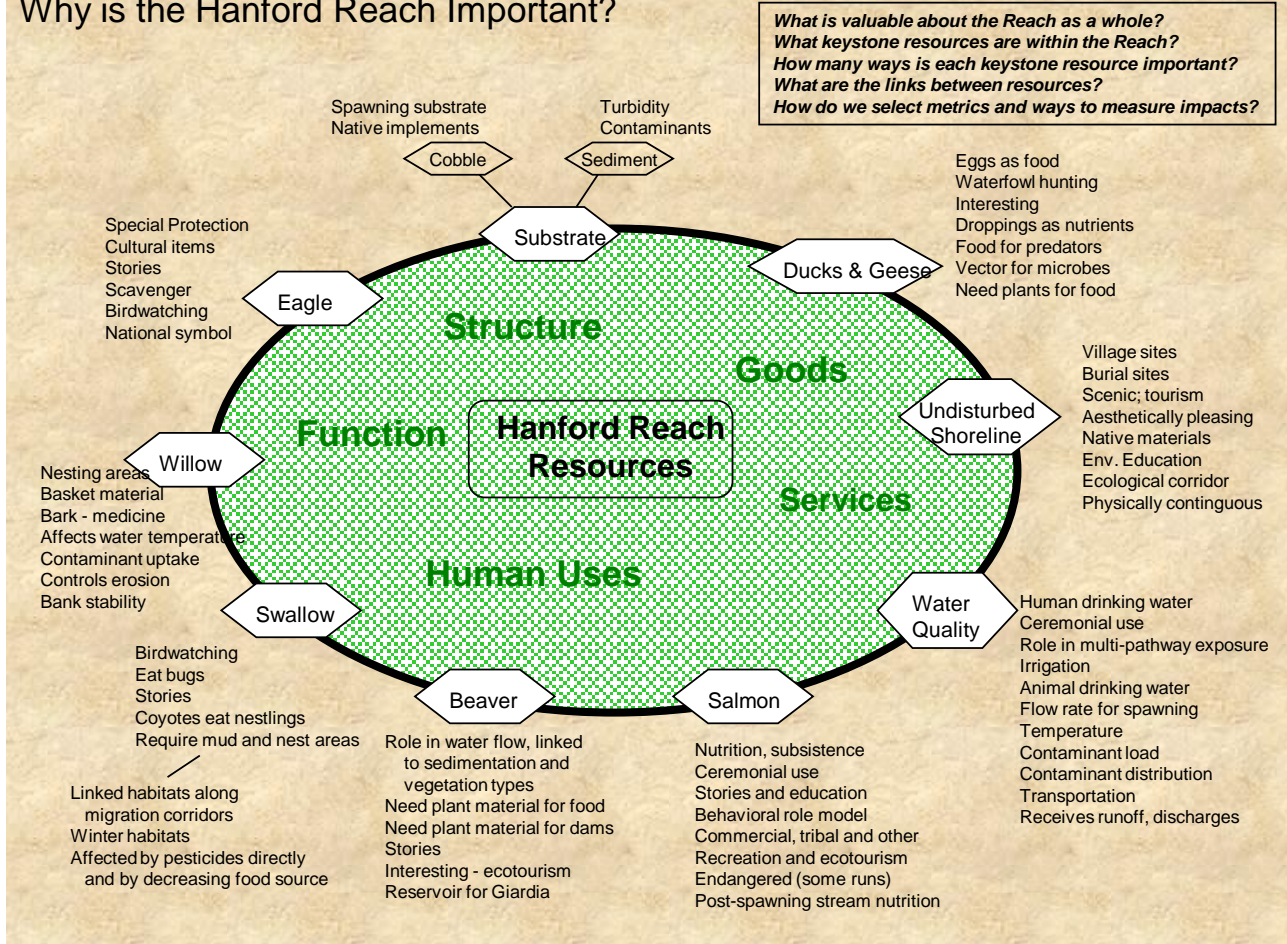 Why is the Hanford Reach Important?
What is valuable about the Reach as a whole?
What keystone resources are within the Reach?
How many ways is each keystone resource important?
What are the links between resources?
How do we select metrics and ways to measure impacts?
Spawning substrate
Native implements
Turbidity
Contaminants
Cobble
Sediment
Substrate
Eggs as food
Waterfowl hunting
Interesting
Droppings as nutrients
Food for predators
Vector for microbes
Need plants for food
Ducks & Geese
Special Protection
Cultural items
Stories
Scavenger
Birdwatching
National symbol
Eagle
Structure
Goods
Function
Hanford Reach
Resources
Services
Human Uses
Undisturbed
Shoreline
Village sites
Burial sites
Scenic; tourism
Aesthetically pleasing
Native materials
Env. Education
Ecological corridor
Physically continguous
Willow
Nesting areas
Basket material
Bark - medicine
Affects water temperature
Contaminant uptake
Controls erosion
Bank stability
Swallow
Birdwatching
Eat bugs
Stories
Coyotes eat nestlings
Require mud and nest areas
Linked habitats along
migration corridors
Winter habitats
Affected by pesticides directly
and by decreasing food source
Beaver
Role in water flow, linked
to sedimentation and
vegetation types
Need plant material for food
Need plant material for dams
Stories
Interesting - ecotourism
Reservoir for Giardia
Salmon
Nutrition, subsistence
Ceremonial use
Stories and education
Behavioral role model
Commercial, tribal and other
Recreation and ecotourism
Endangered (some runs)
Post-spawning stream nutrition
Water
Quality
Human drinking water
Ceremonial use
Role in multi-pathway exposure
Irrigation
Animal drinking water
Flow rate for spawning
Temperature
Contaminant load
Contaminant distribution
Transportation
Receives runoff, discharges